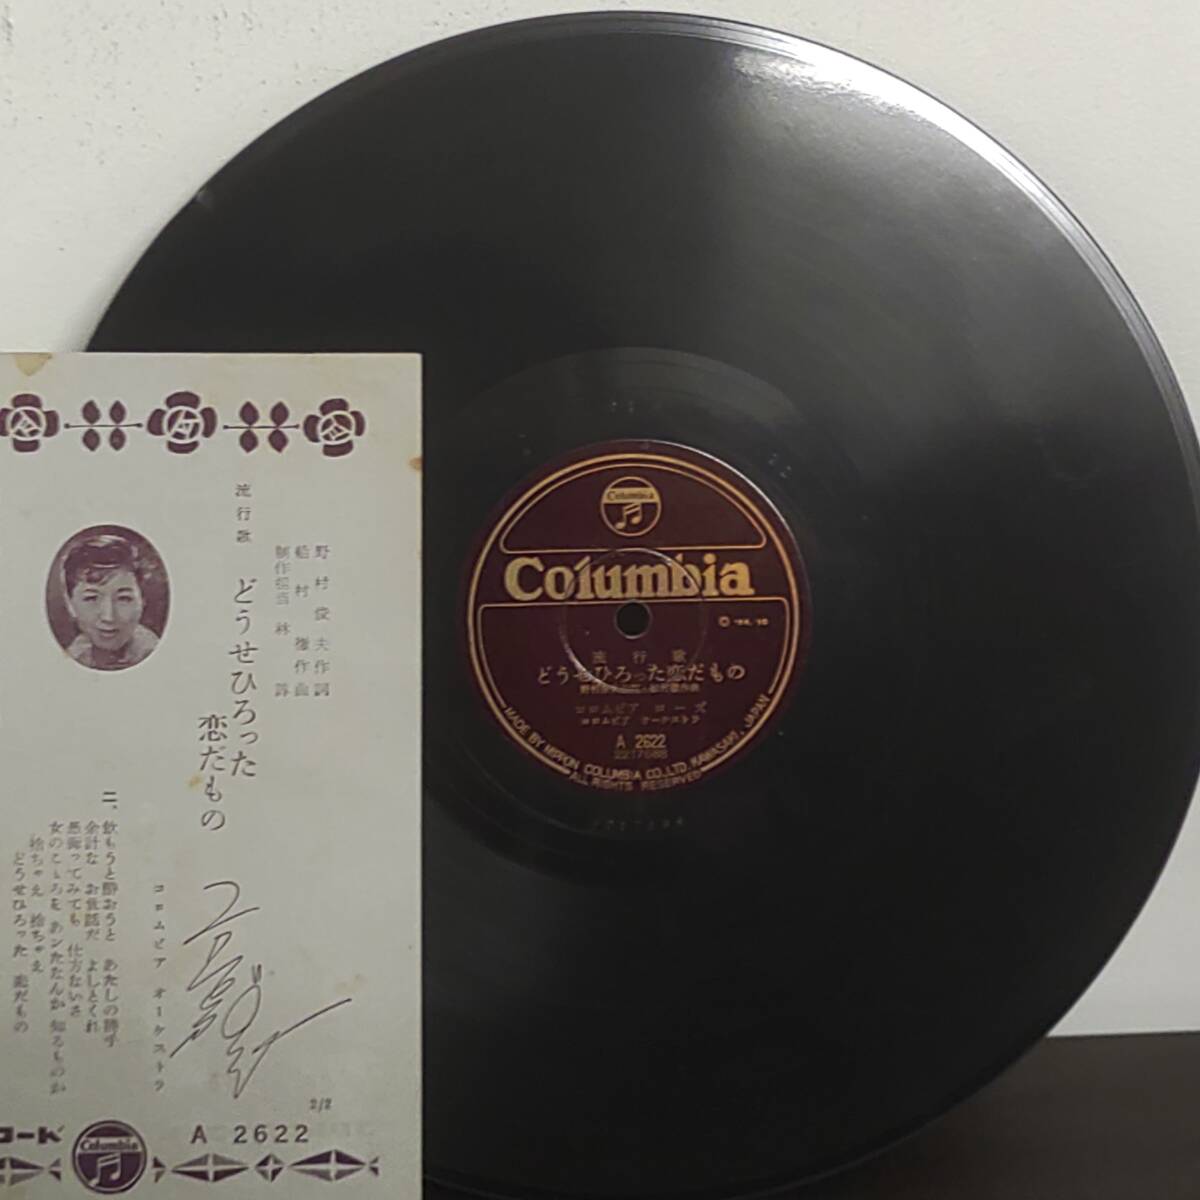 流行歌
どうせひろった
恋だもの
野村俊夫作詞
船村徹作曲
制作担当 林 諄
コロムビア オーケストラ
二、
飲もうと酔おうと あたしの勝手
余計な お世話だ よしとくれ
愚痴ってみても 仕方ないさ
女のこゝろを あンたなんか 知るものか
捨ちゃえ 捨ちゃえ
どうせひろった 恋だもの
2/2
コード
Columbia
A 2622
Columbia
Columbia
流行歌
どうせひろった恋だもの
コロムビア ローズ
コロムビア オーケストラ
A 2622
MADE BY NIPPON COLUMBIA CO., LTD. KAWASAKI, JAPAN
ALL RIGHTS RESERVED